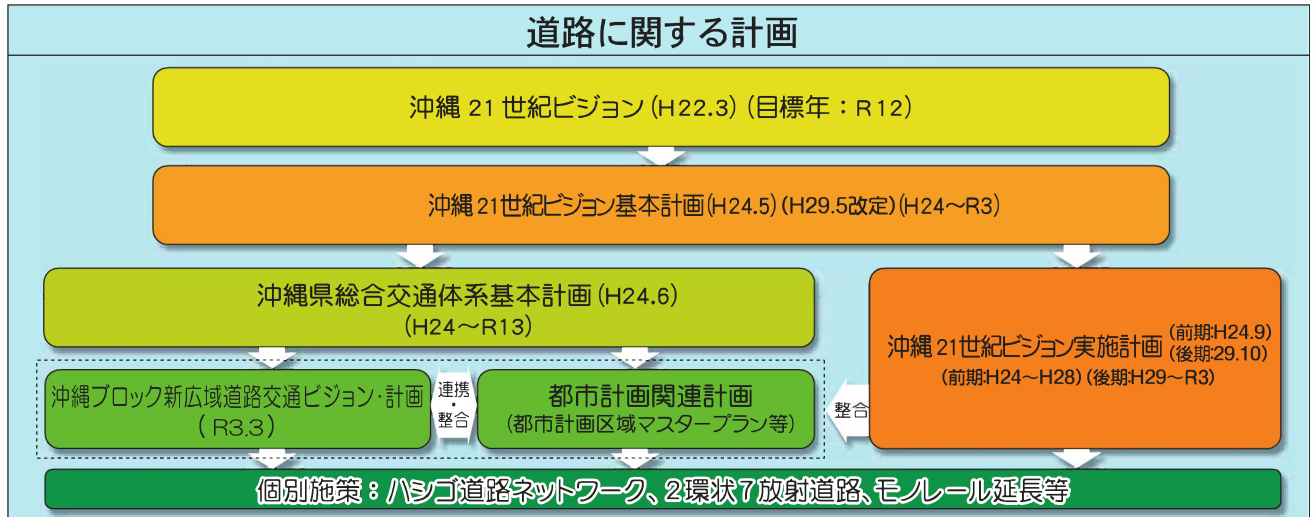 道路に関する計画
沖縄 21 世紀ビジョン(H22.3)(目標年：R12)
沖縄21世紀ビジョン基本計画(H24.5)(H29.5改定)(H24～R3)
沖縄県総合交通体系基本計画(H24.6)
(H24～R13)
沖縄21世紀ビジョン実施計画
(前期:H24.9)
(後期:29.10)
(前期:H24～H28)(後期:H29～R3)
沖縄ブロック新広域道路交通ビジョン・計画
(R3.3)
連携
・
整合
都市計画関連計画
(都市計画区域マスタープラン等)
整合
個別施策：ハシゴ道路ネットワーク、2環状7放射道路、モノレール延長等